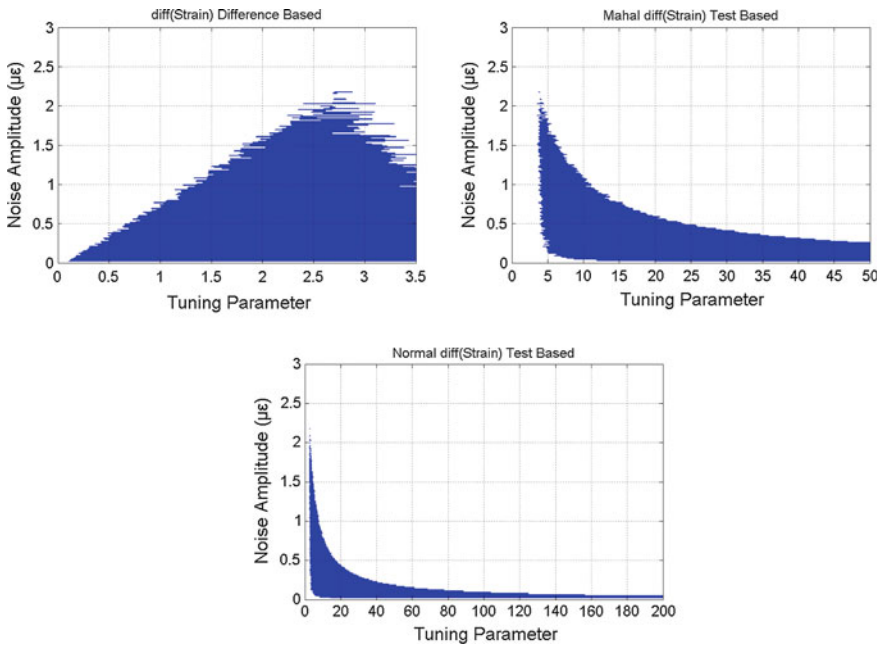 diff(Strain) Difference Based
3
2.5
2
1.5
1
0.5
0
Noise Amplitude (με)
0 0.5 1 1.5 2 2.5 3 3.5
Tuning Parameter
Mahal diff(Strain) Test Based
3
2.5
2
1.5
1
0.5
0
Noise Amplitude (με)
0 5 10 15 20 25 30 35 40 45 50
Tuning Parameter
Normal diff(Strain) Test Based
3
2.5
2
1.5
1
0.5
0
Noise Amplitude (με)
0 20 40 60 80 100 120 140 160 180 200
Tuning Parameter